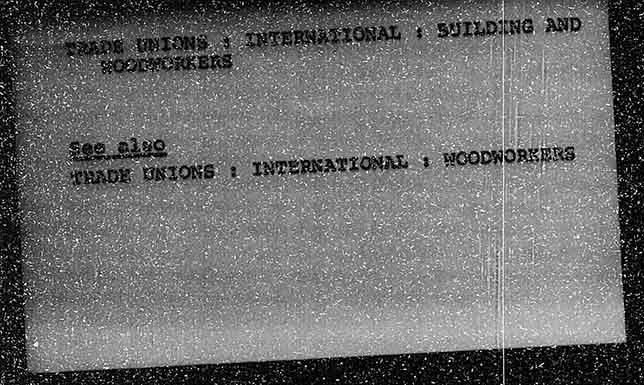 TRADE UNIONS : INTERNATIONAL : BUILDING AND
WOODWORKERS
See also
TRADE UNIONS : INTERNATIONAL : WOODWORKERS